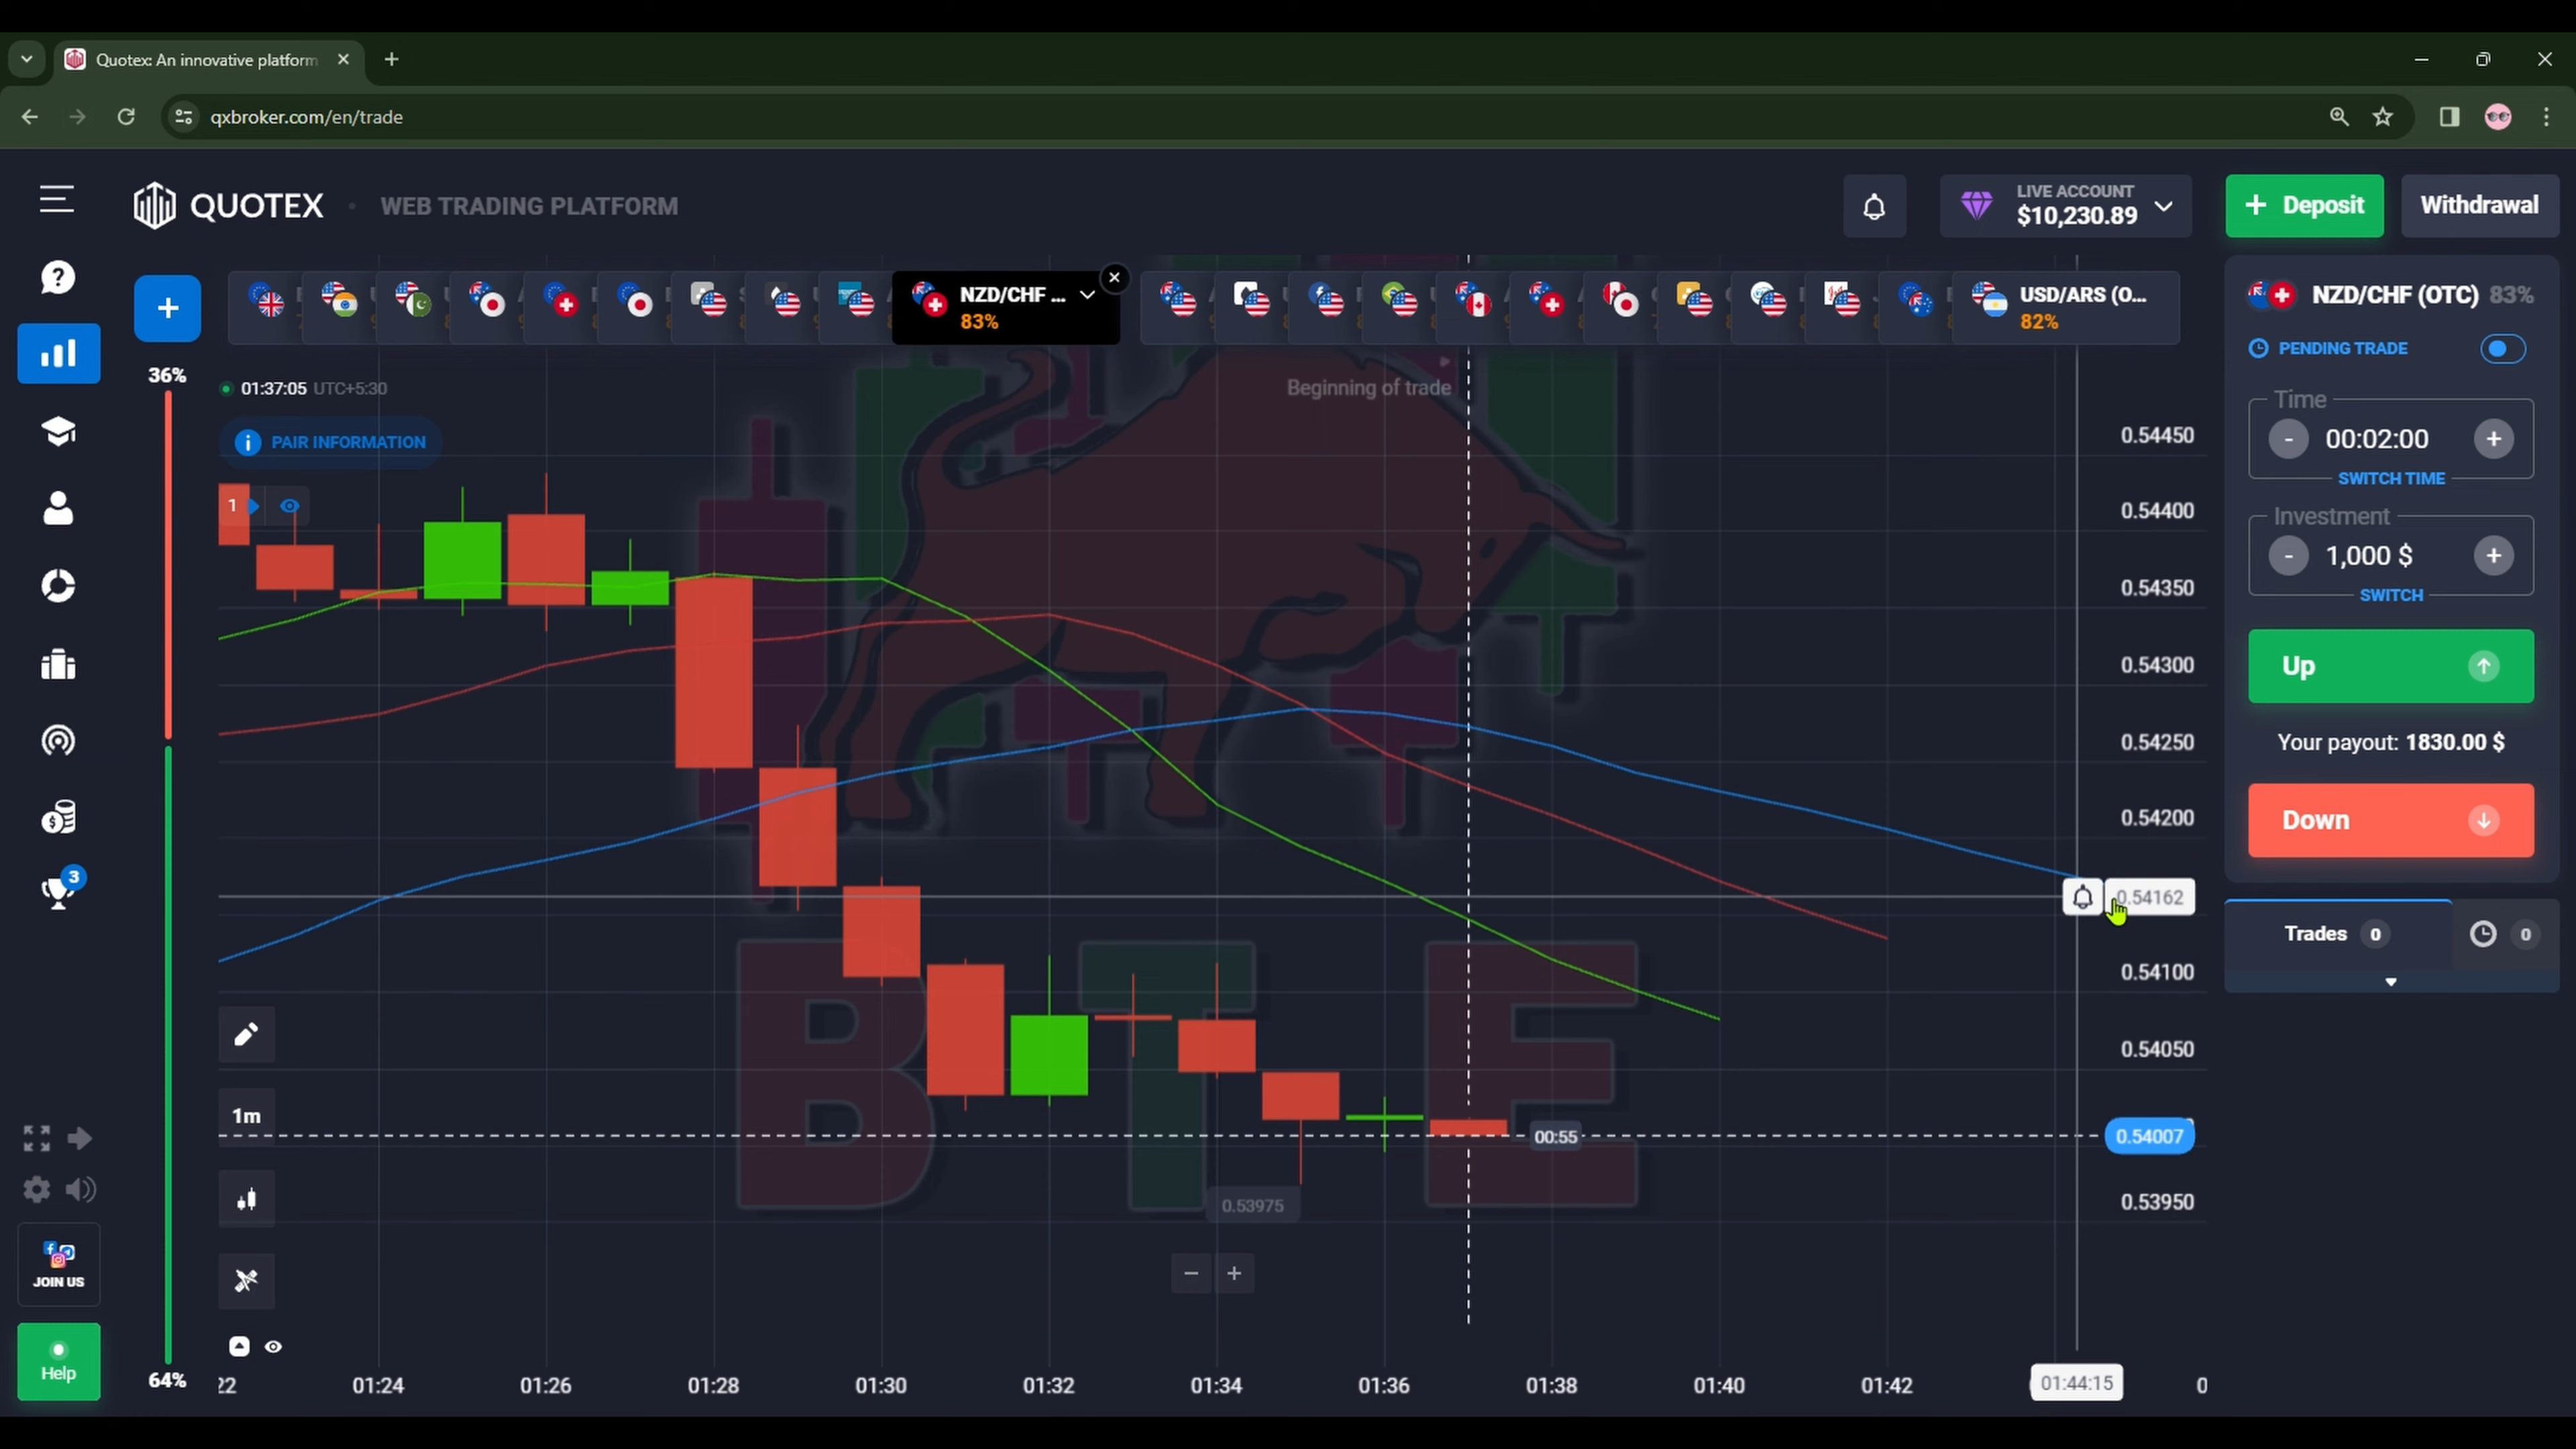 Quotex: An innovative platform
qxbroker.com/en/trade
QUOTEX · WEB TRADING PLATFORM
LIVE ACCOUNT
$10,230.89
+ Deposit
Withdrawal
NZD/CHF ...
83%
USD/ARS (O...
82%
NZD/CHF (OTC) 83%
PENDING TRADE
36%
01:37:05 UTC+5:30
Beginning of trade
Time
- 00:02:00 +
SWITCH TIME
PAIR INFORMATION
0.54450
1
0.54400
Investment
- 1,000 $ +
SWITCH
0.54350
0.54300
Up
0.54250
Your payout: 1830.00 $
0.54200
Down
3
0.54162
Trades 0
0
0.54100
0.54050
BTE
1m
00:55
0.54007
0.53975
0.53950
JOIN US
Help
64%
22
01:24
01:26
01:28
01:30
01:32
01:34
01:36
01:38
01:40
01:42
01:44:15
0